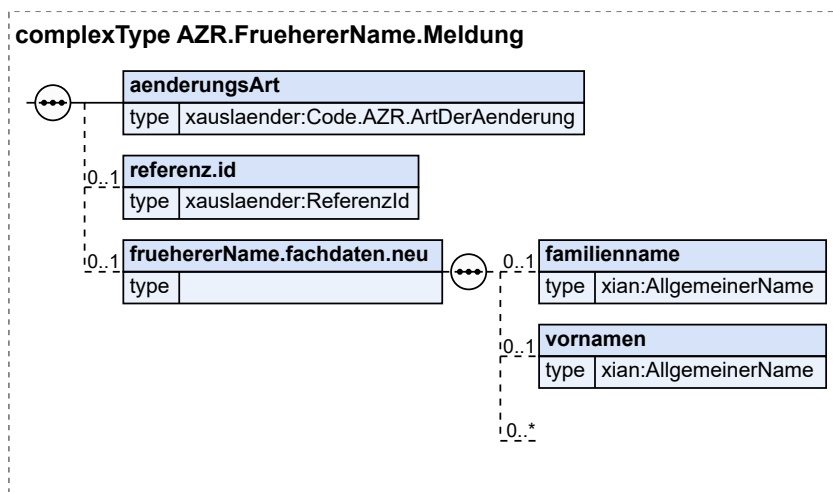 complexType AZR.FruehererName.Meldung
aenderungsArt
type xauslaender:Code.AZR.ArtDerAenderung
0..1 referenz.id
type xauslaender:ReferenzId
0..1 fruehererName.fachdaten.neu
type
0..1 familienname
type xian:AllgemeinerName
0..1 vornamen
type xian:AllgemeinerName
0..*